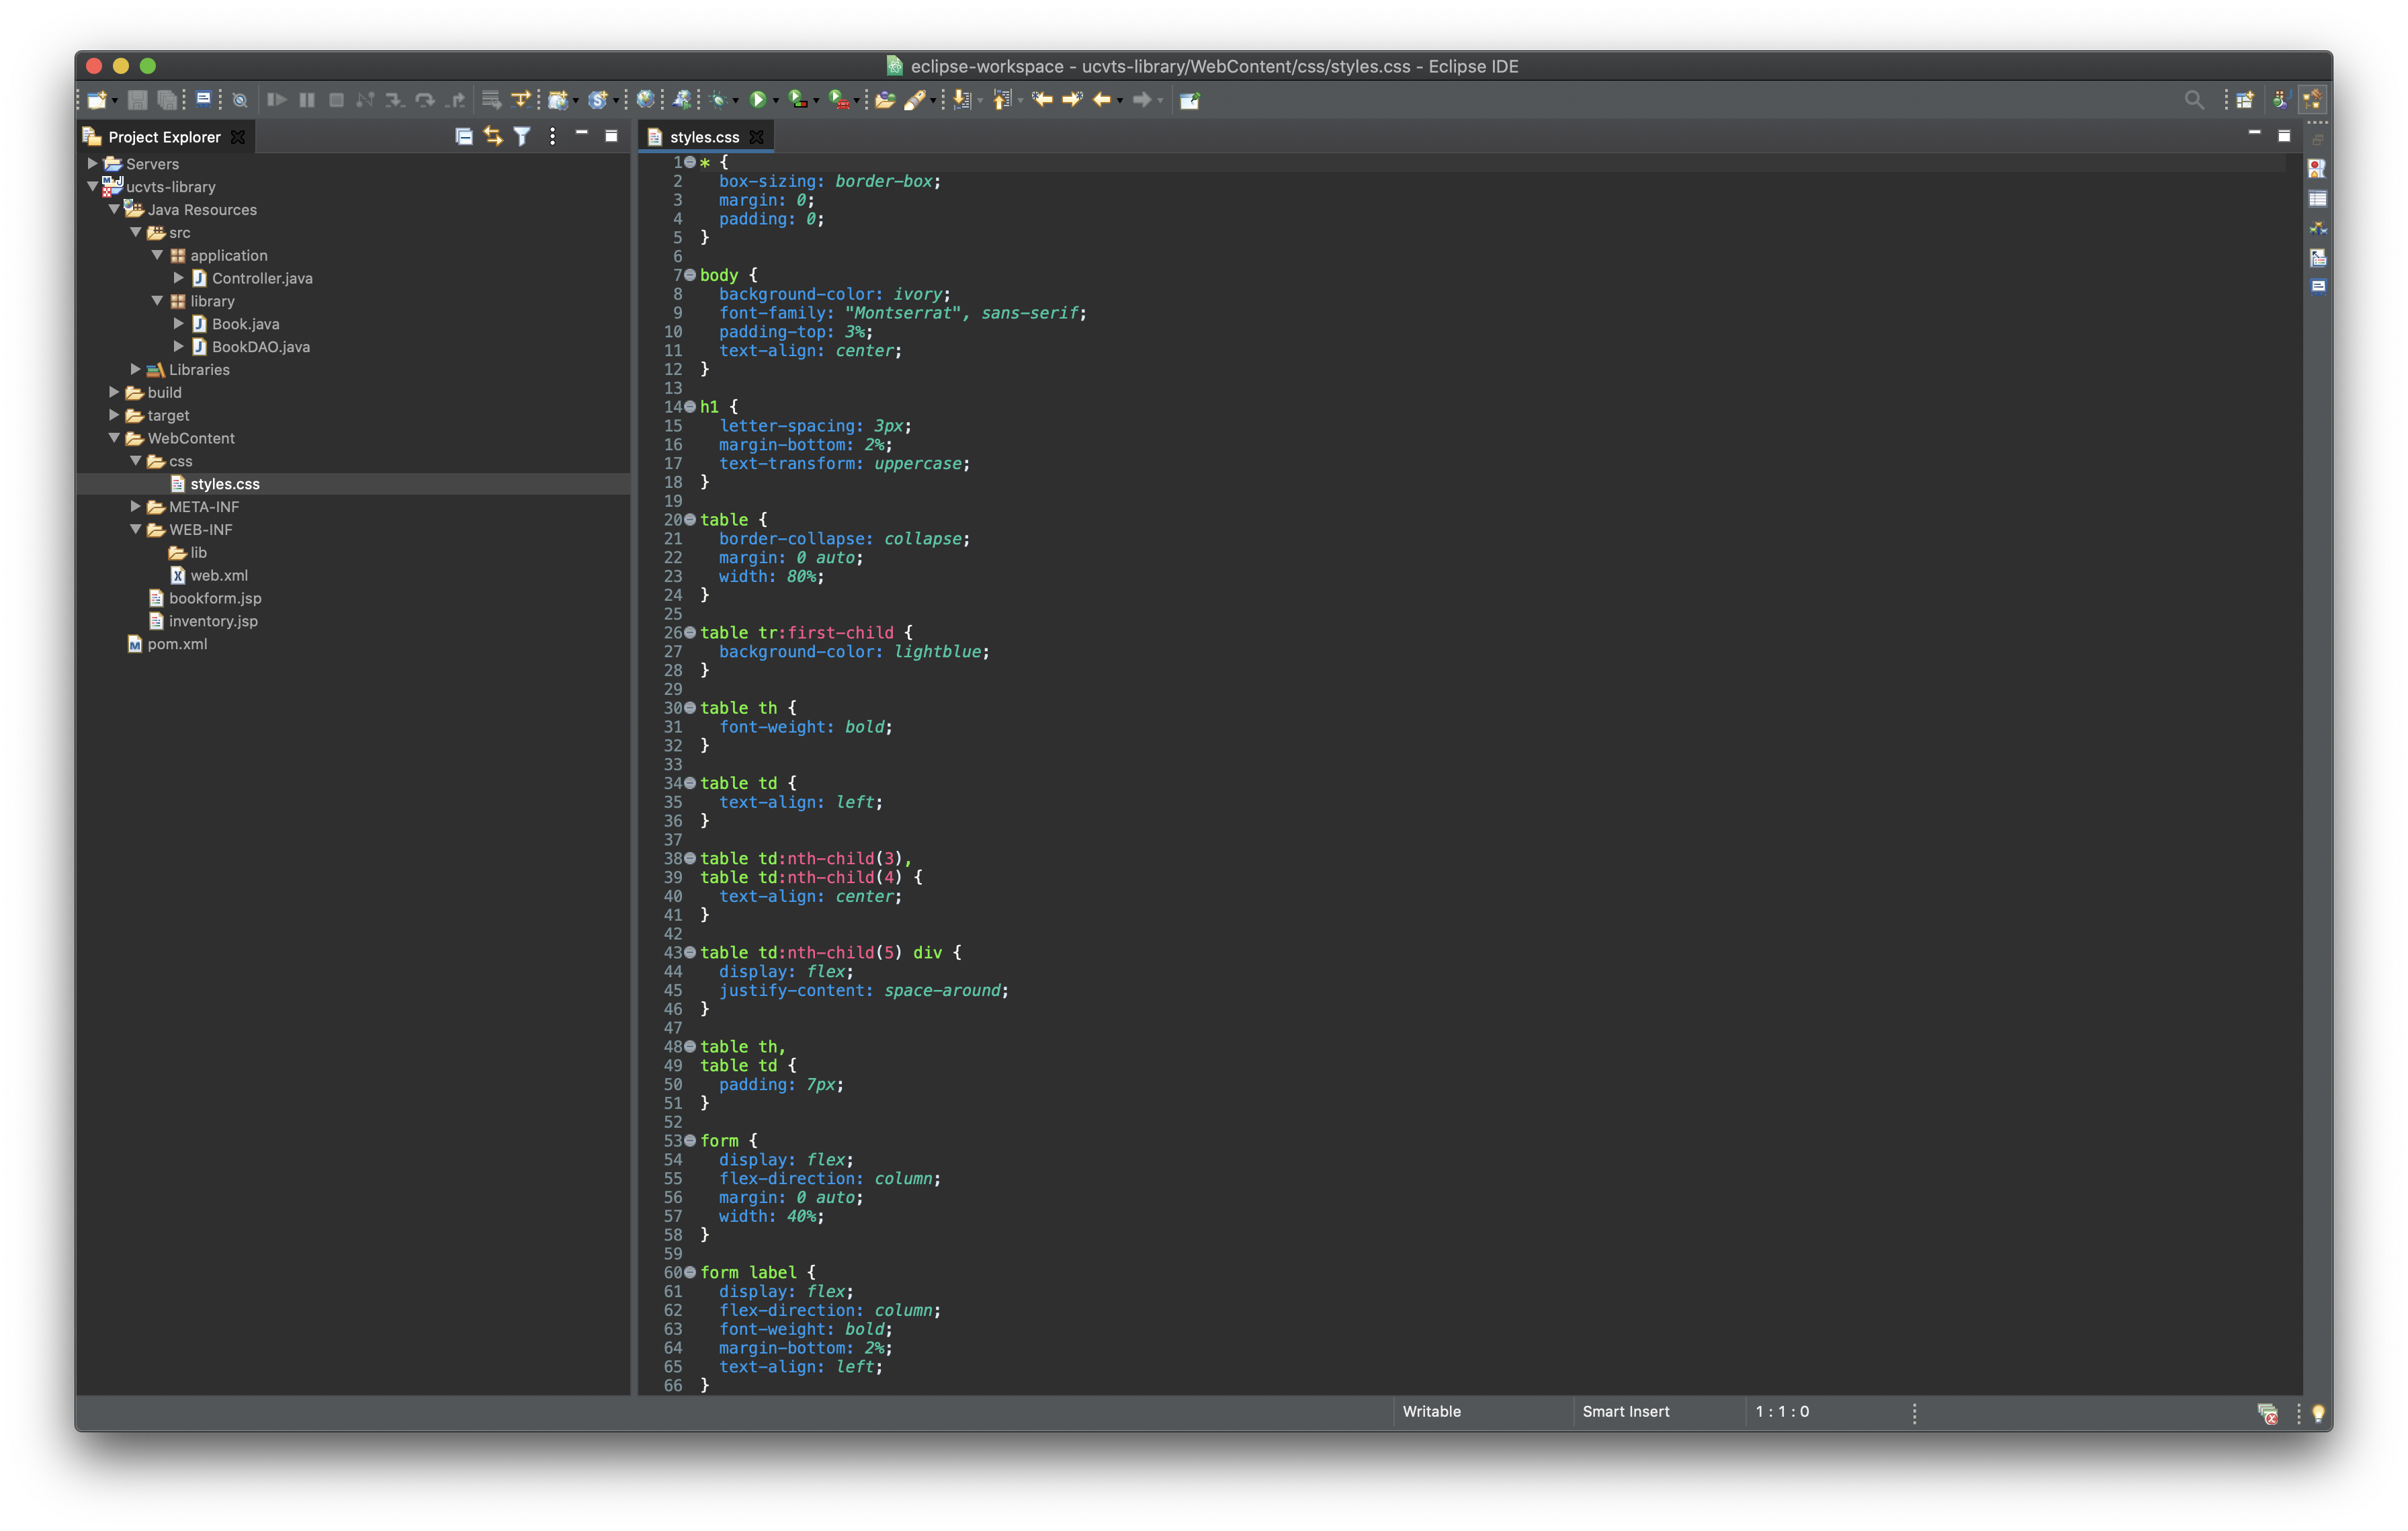 eclipse-workspace - ucvts-library/WebContent/css/styles.css - Eclipse IDE
Project Explorer
Servers
ucvts-library
Java Resources
src
application
Controller.java
library
Book.java
BookDAO.java
Libraries
build
target
WebContent
css
styles.css
META-INF
WEB-INF
lib
web.xml
bookform.jsp
inventory.jsp
pom.xml
styles.css
1 * {
2   box-sizing: border-box;
3   margin: 0;
4   padding: 0;
5 }
6
7 body {
8   background-color: ivory;
9   font-family: "Montserrat", sans-serif;
10   padding-top: 3%;
11   text-align: center;
12 }
13
14 h1 {
15   letter-spacing: 3px;
16   margin-bottom: 2%;
17   text-transform: uppercase;
18 }
19
20 table {
21   border-collapse: collapse;
22   margin: 0 auto;
23   width: 80%;
24 }
25
26 table tr:first-child {
27   background-color: lightblue;
28 }
29
30 table th {
31   font-weight: bold;
32 }
33
34 table td {
35   text-align: left;
36 }
37
38 table td:nth-child(3),
39 table td:nth-child(4) {
40   text-align: center;
41 }
42
43 table td:nth-child(5) div {
44   display: flex;
45   justify-content: space-around;
46 }
47
48 table th,
49 table td {
50   padding: 7px;
51 }
52
53 form {
54   display: flex;
55   flex-direction: column;
56   margin: 0 auto;
57   width: 40%;
58 }
59
60 form label {
61   display: flex;
62   flex-direction: column;
63   font-weight: bold;
64   margin-bottom: 2%;
65   text-align: left;
66 }
Writable
Smart Insert
1 : 1 : 0